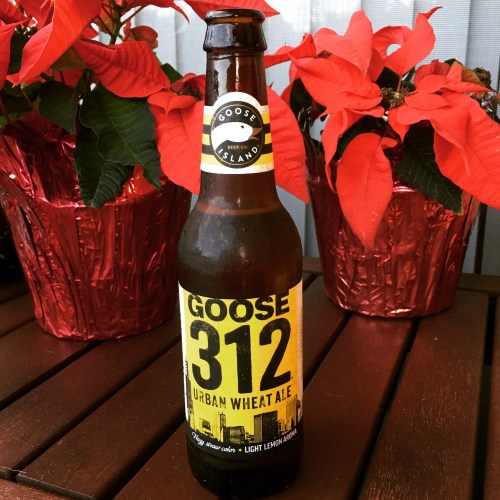 GOOSE
BEER CO.
ISLAND
GOOSE
312
URBAN WHEAT ALE
Hazy straw color • LIGHT LEMON AROMA